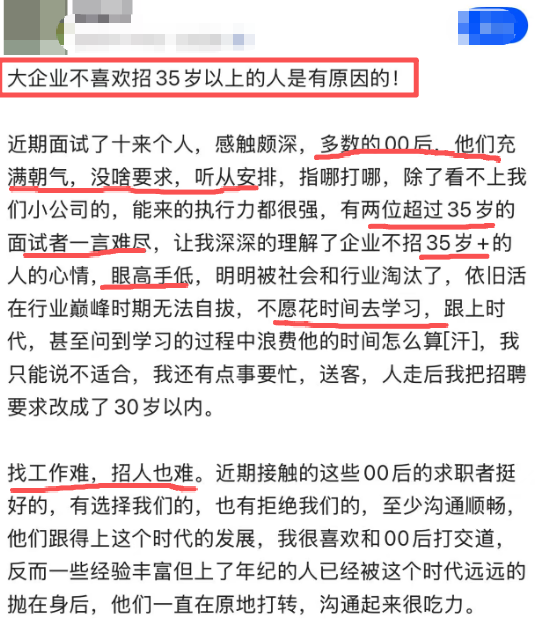 大企业不喜欢招35岁以上的人是有原因的！
近期面试了十来个人，感触颇深，多数的00后，他们充
满朝气，没啥要求，听从安排，指哪打哪，除了看不上我
们小公司的，能来的执行力都很强，有两位超过35岁的
面试者一言难尽，让我深深的理解了企业不招35岁+的
人的心情，眼高手低，明明被社会和行业淘汰了，依旧活
在行业巅峰时期无法自拔，不愿花时间去学习，跟上时
代，甚至问到学习的过程中浪费他的时间怎么算[汗]，我
只能说不适合，我还有点事要忙，送客，人走后我把招聘
要求改成了30岁以内。
找工作难，招人也难。近期接触的这些00后的求职者挺
好的，有选择我们的，也有拒绝我们的，至少沟通顺畅，
他们跟得上这个时代的发展，我很喜欢和00后打交道，
反而一些经验丰富但上了年纪的人已经被这个时代远远的
抛在身后，他们一直在原地打转，沟通起来很吃力。